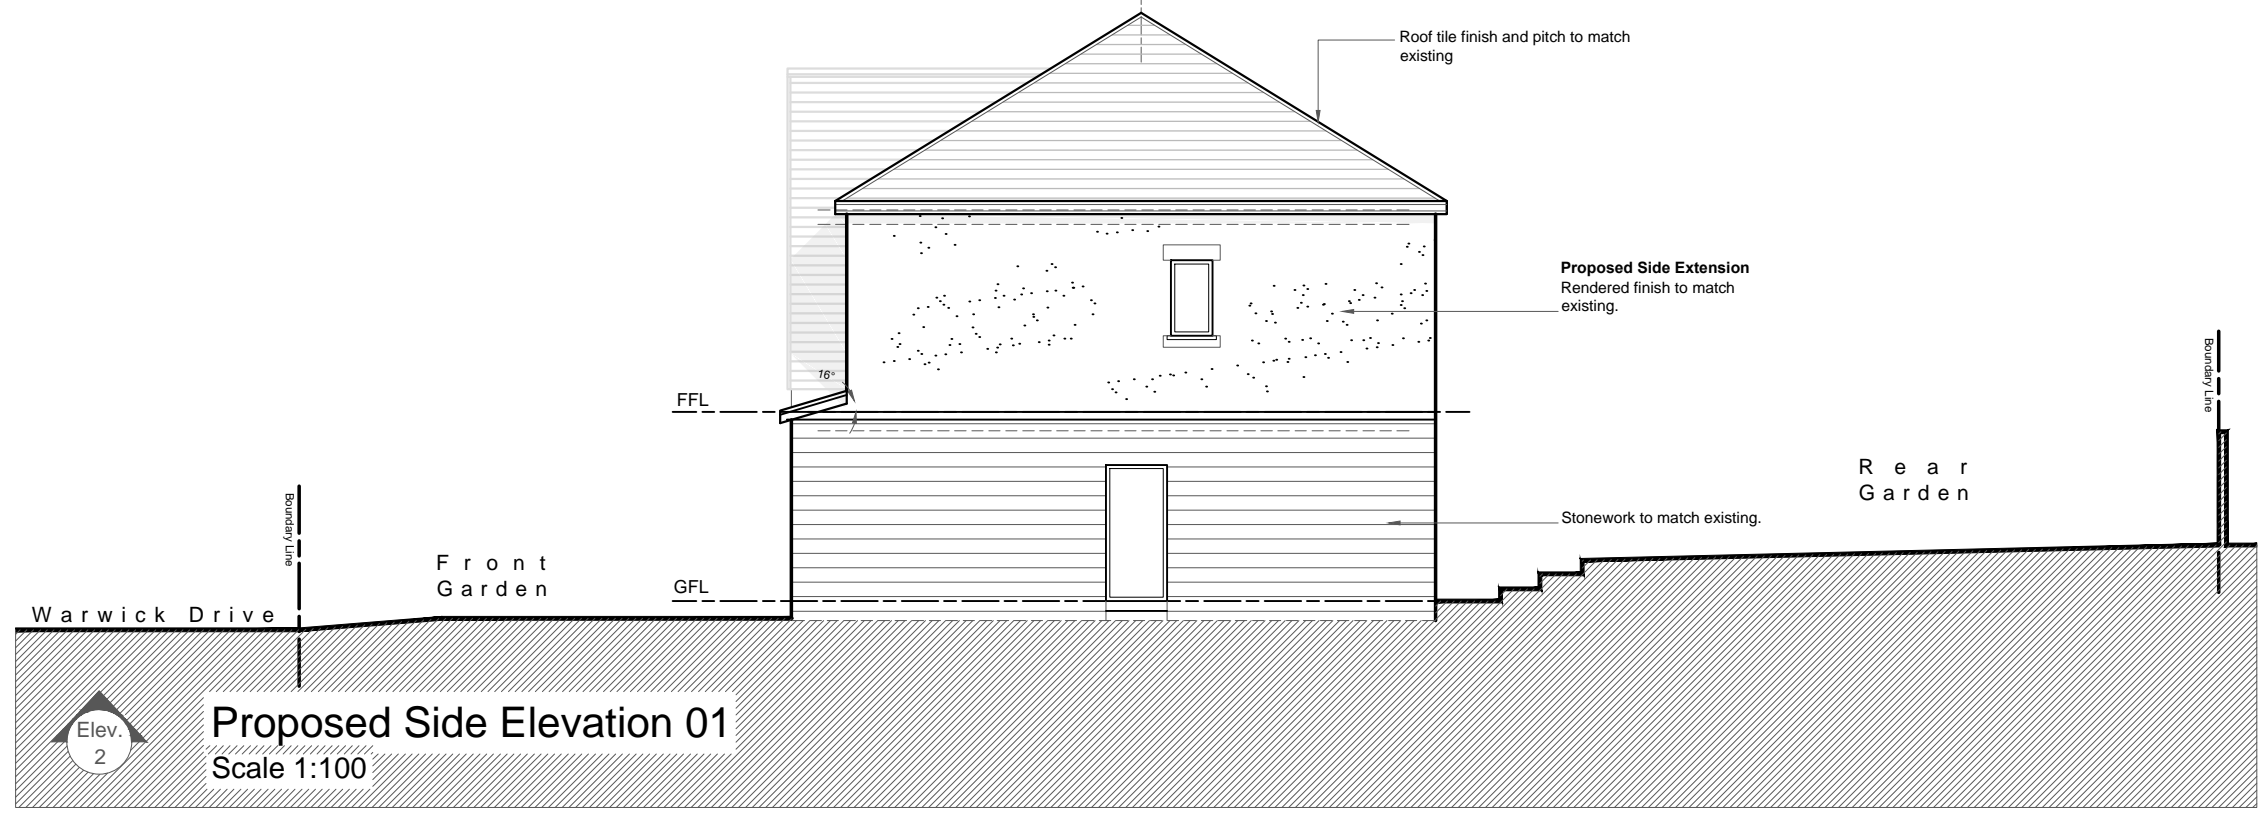 Roof tile finish and pitch to match
existing
Proposed Side Extension
Rendered finish to match
existing.
Boundary Line
16°
FFL
Rear
Garden
Boundary Line
Stonework to match existing.
Front
Garden
GFL
Warwick Drive
Elev.
2
Proposed Side Elevation 01
Scale 1:100